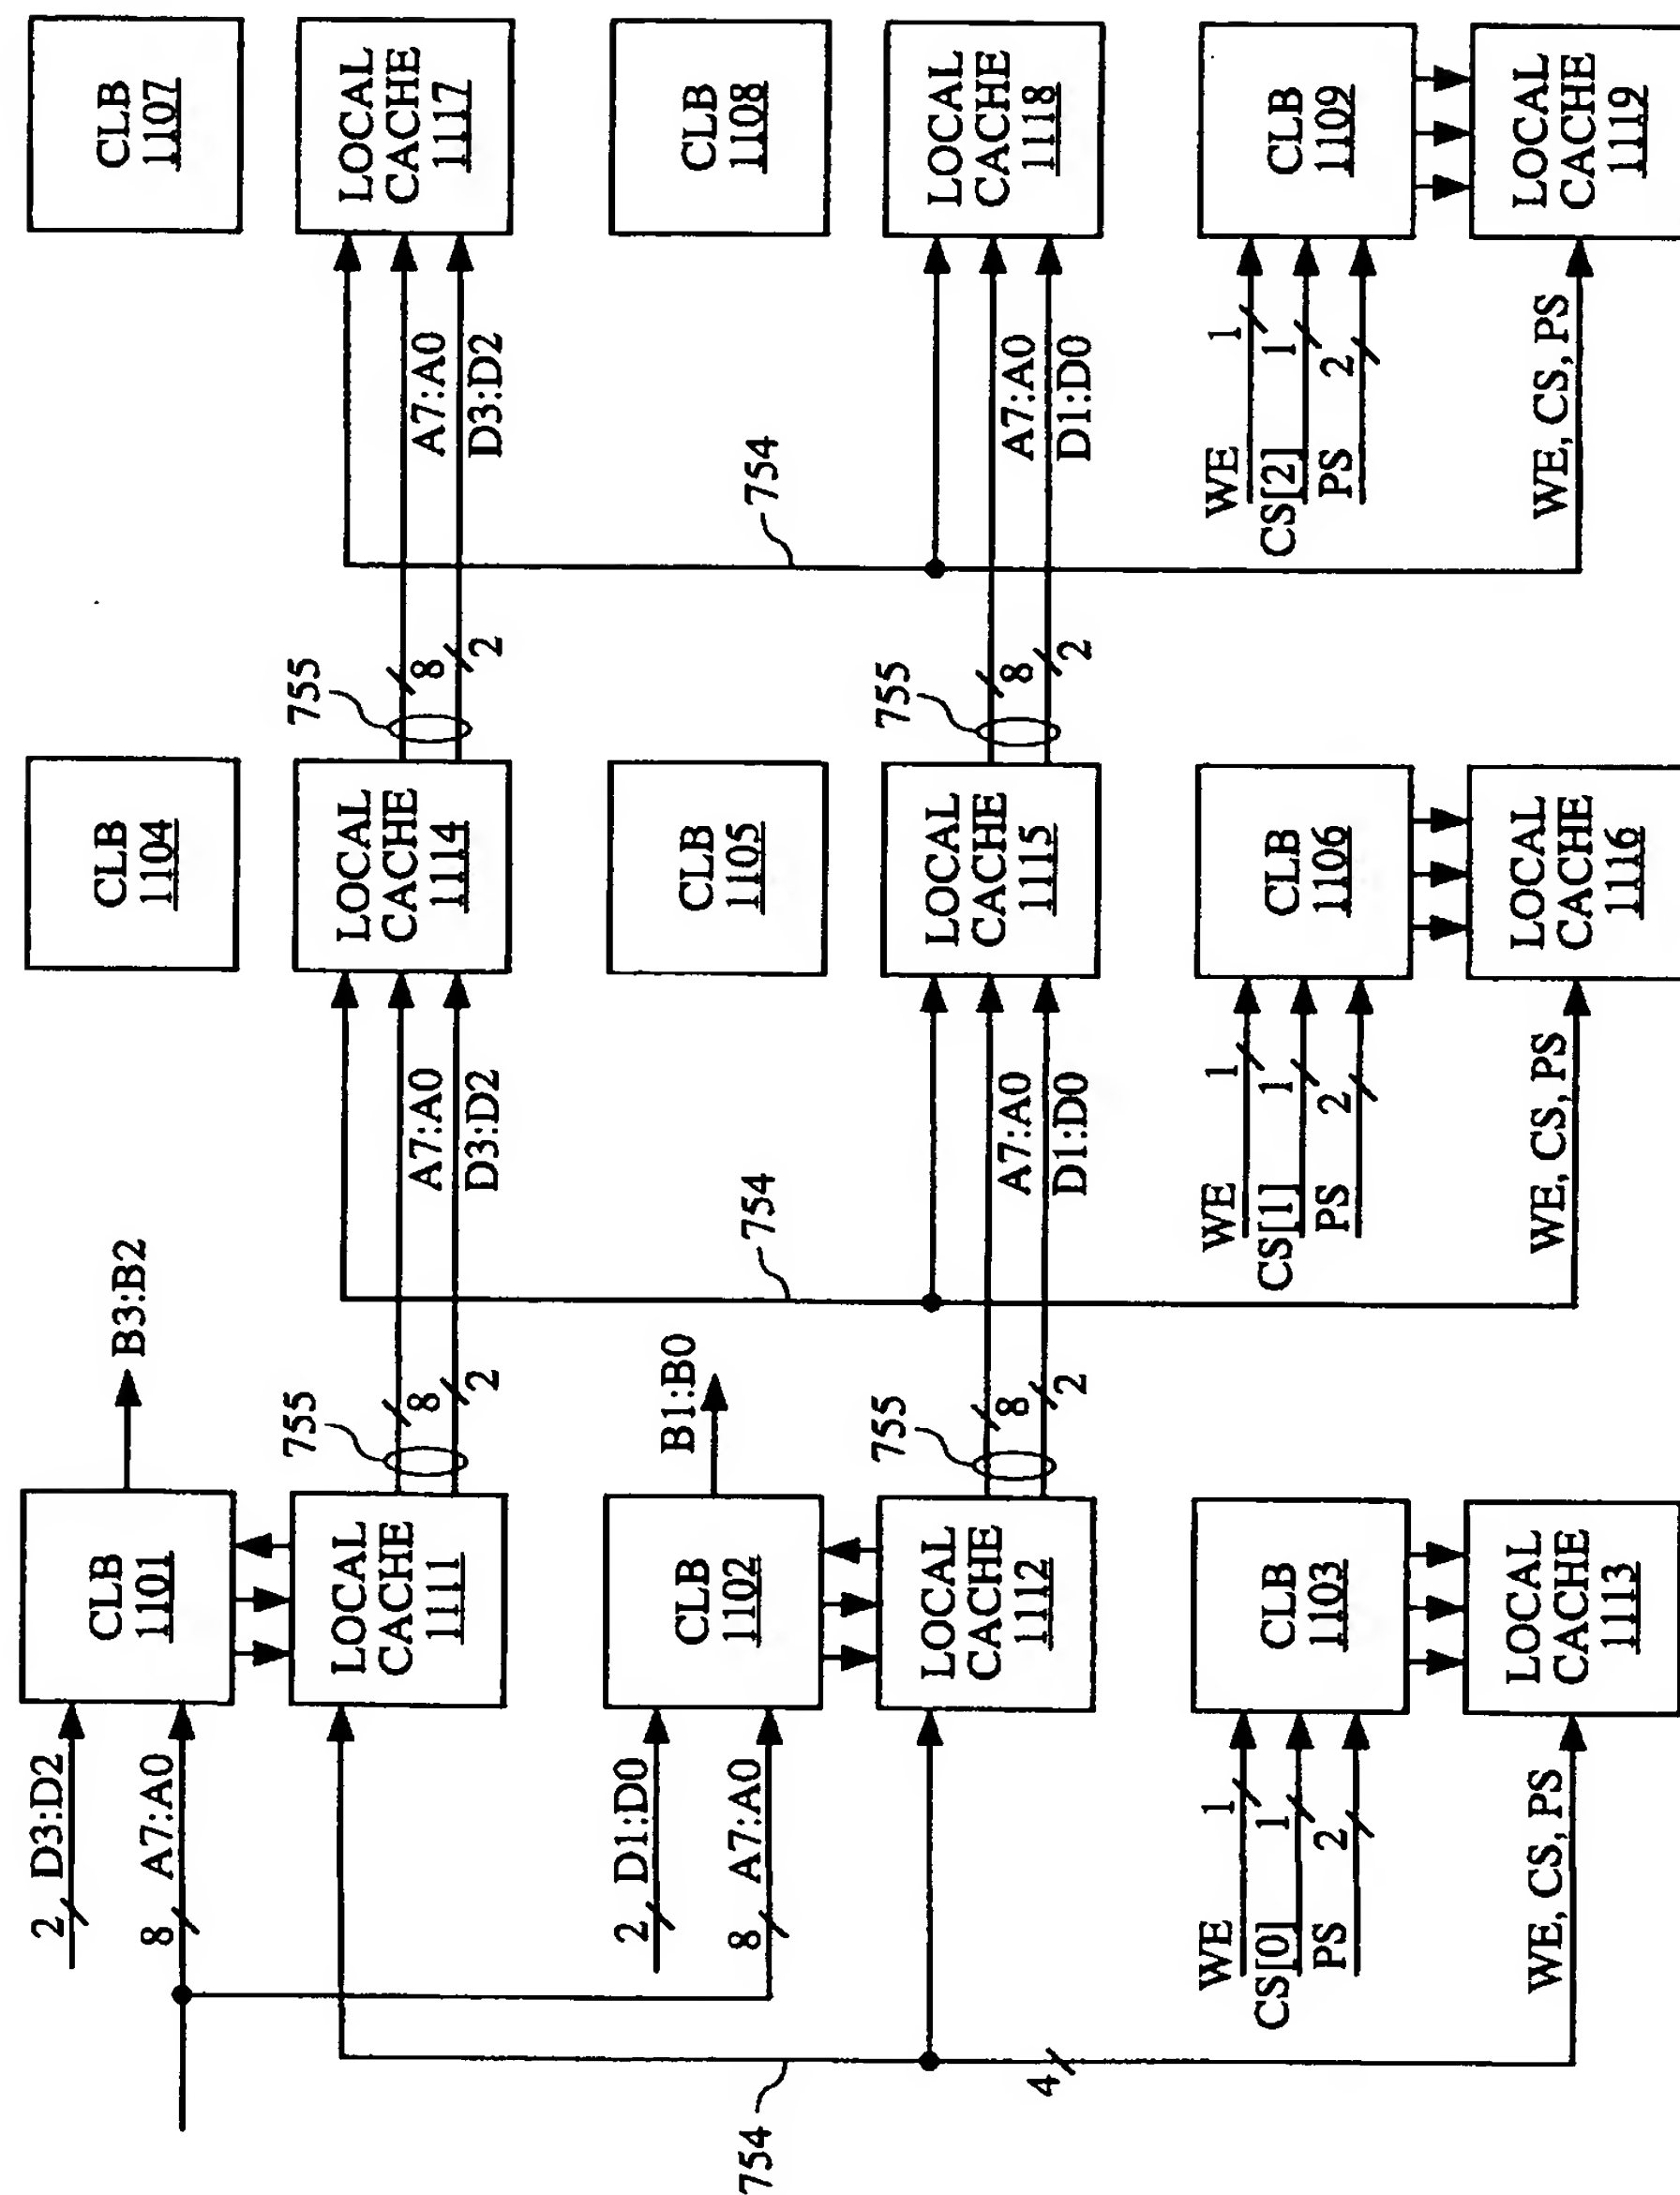 2 D3:D2
8 A7:A0
CLB
1101
B3:B2
CLB
1104
CLB
1107
LOCAL
CACHE
1111
755
8
2
A7:A0
D3:D2
LOCAL
CACHE
1114
755
8
2
A7:A0
D3:D2
LOCAL
CACHE
1117
2 D1:D0
8 A7:A0
CLB
1102
B1:B0
CLB
1105
CLB
1108
754
754
754
LOCAL
CACHE
1112
755
8
2
A7:A0
D1:D0
LOCAL
CACHE
1115
755
8
2
A7:A0
D1:D0
LOCAL
CACHE
1118
4
WE 1
CS[0] 1
PS 2
CLB
1103
WE 1
CS[1] 1
PS 2
CLB
1106
WE 1
CS[2] 1
PS 2
CLB
1109
WE, CS, PS
LOCAL
CACHE
1113
WE, CS, PS
LOCAL
CACHE
1116
WE, CS, PS
LOCAL
CACHE
1119